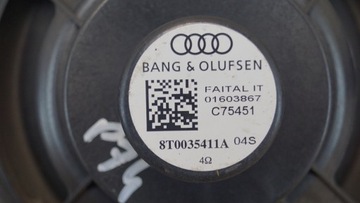 BANG & OLUFSEN
FAITAL IT
01603867
C75451
8T0035411A 04S
4Ω